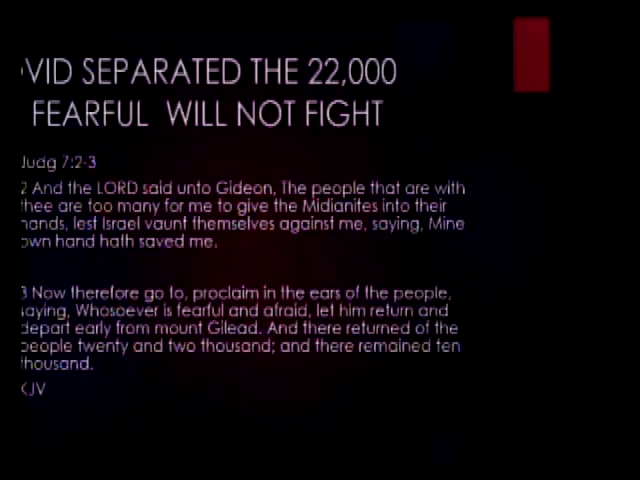 VID SEPARATED THE 22,000
FEARFUL WILL NOT FIGHT
Judg 7:2-3
2 And the LORD said unto Gideon, The people that are with
thee are too many for me to give the Midianites into their
hands, lest Israel vaunt themselves against me, saying, Mine
own hand hath saved me.
3 Now therefore go to, proclaim in the ears of the people,
saying, Whosoever is fearful and afraid, let him return and
depart early from mount Gilead. And there returned of the
people twenty and two thousand; and there remained ten
thousand.
KJV